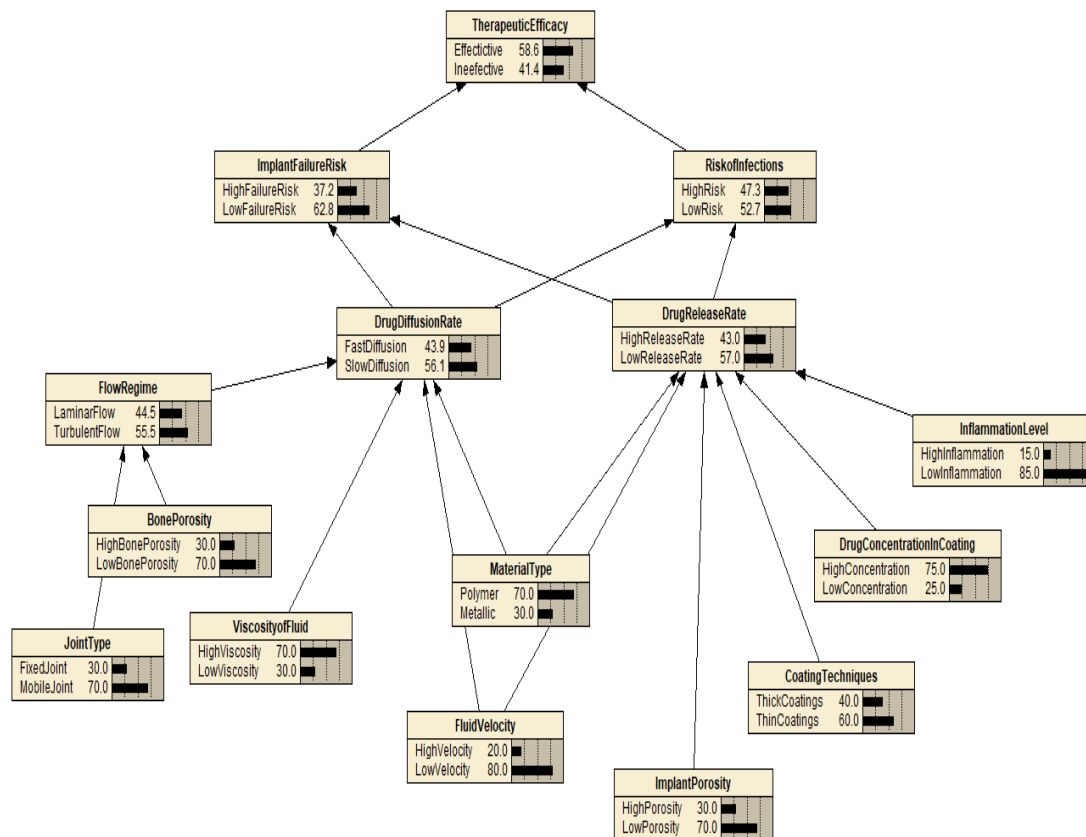 TherapeuticEfficacy
Effectictive 58.6
Ineefective 41.4
ImplantFailureRisk
HighFailureRisk 37.2
LowFailureRisk 62.8
RiskofInfections
HighRisk 47.3
LowRisk 52.7
DrugDiffusionRate
FastDiffusion 43.9
SlowDiffusion 56.1
DrugReleaseRate
HighReleaseRate 43.0
LowReleaseRate 57.0
FlowRegime
LaminarFlow 44.5
TurbulentFlow 55.5
InflammationLevel
HighInflammation 15.0
LowInflammation 85.0
BonePorosity
HighBonePorosity 30.0
LowBonePorosity 70.0
DrugConcentrationInCoating
HighConcentration 75.0
LowConcentration 25.0
MaterialType
Polymer 70.0
Metallic 30.0
JointType
FixedJoint 30.0
MobileJoint 70.0
ViscosityofFluid
HighViscosity 70.0
LowViscosity 30.0
CoatingTechniques
ThickCoatings 40.0
ThinCoatings 60.0
FluidVelocity
HighVelocity 20.0
LowVelocity 80.0
ImplantPorosity
HighPorosity 30.0
LowPorosity 70.0